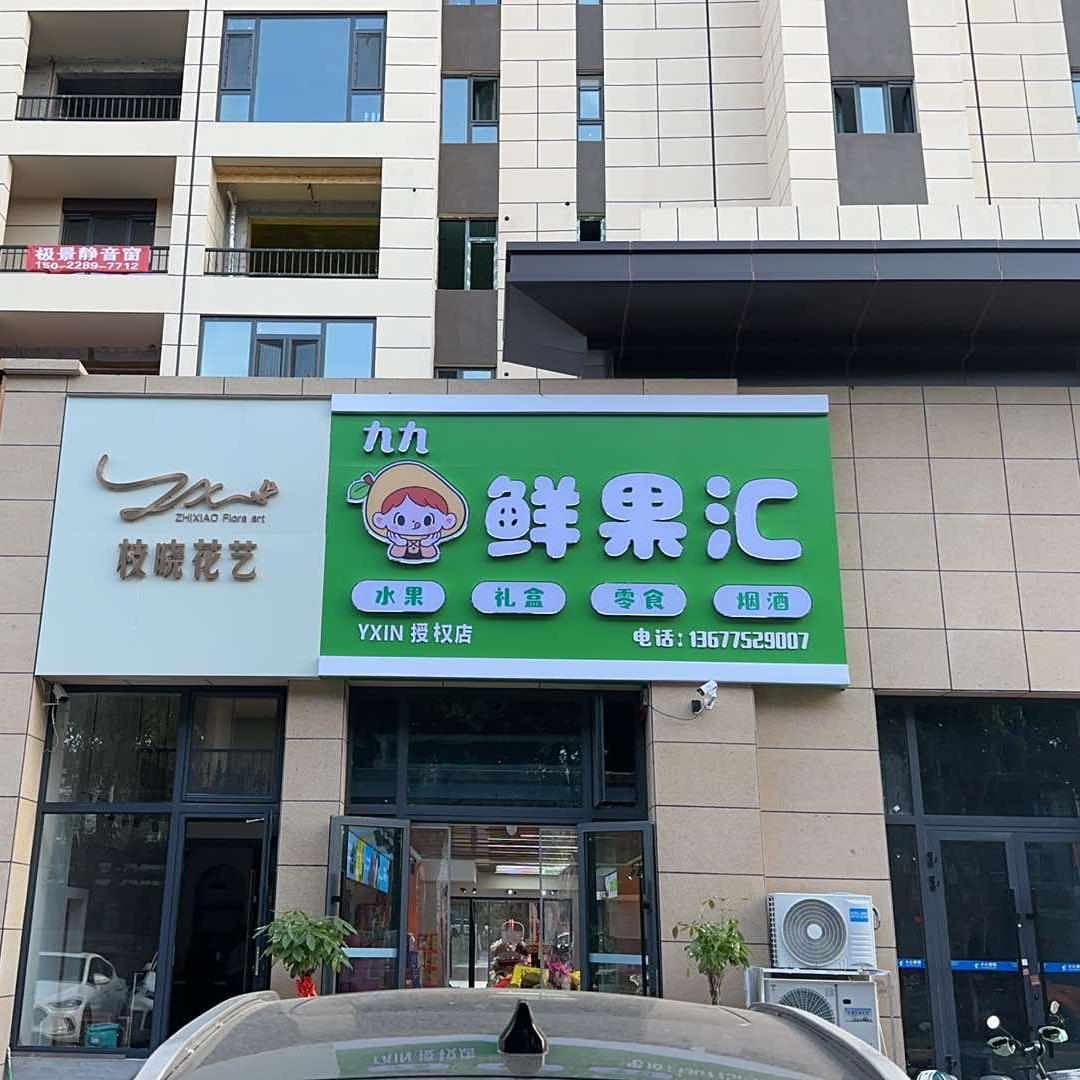 极景静音窗
150-2289-7712
ZHIXIAO Flora art
枝晓花艺
九九
鲜果汇
水果 礼盒 零食 烟酒
YXIN 授权店 电话:13677529007